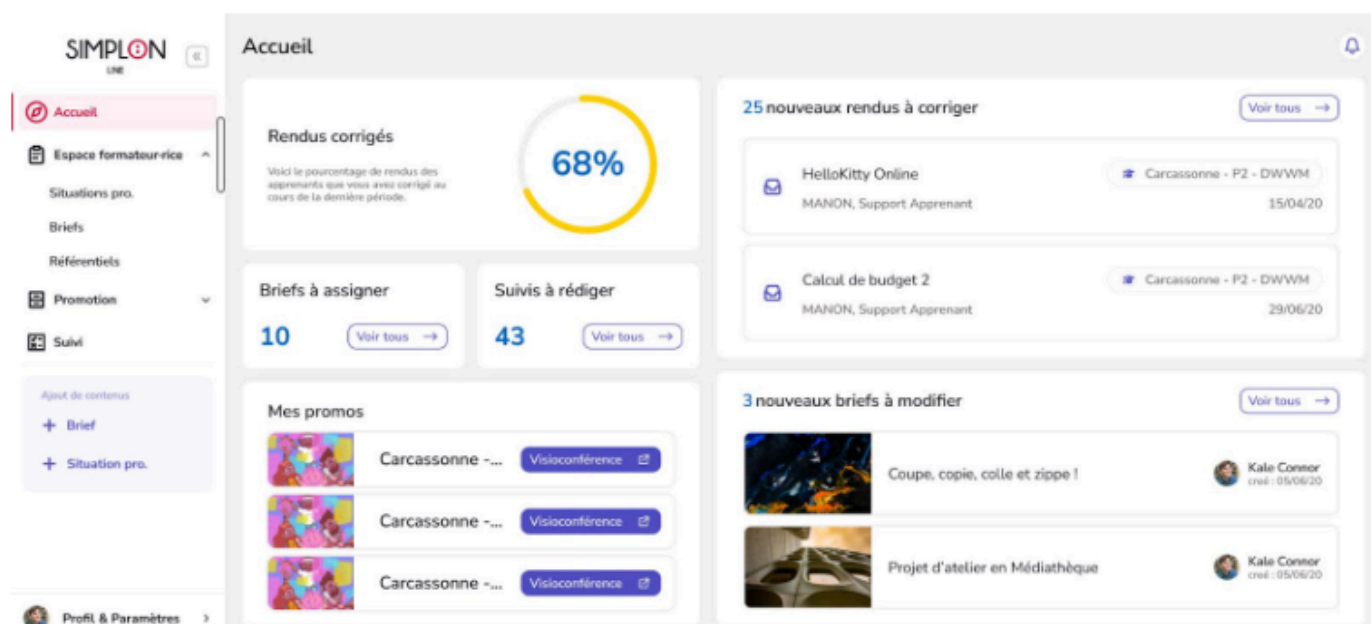 SIMPLON
LINE
Accueil
Espace formateur·rice
Situations pro.
Briefs
Référentiels
Promotion
Suivi
Ajout de contenus
+ Brief
+ Situation pro.
Profil & Paramètres
Accueil
Rendus corrigés
Voici le pourcentage de rendus des
apprenants que vous avez corrigé au
cours de la dernière période.
68%
Briefs à assigner
10
Voir tous →
Suivis à rédiger
43
Voir tous →
Mes promos
Carcassonne -...
Visioconférence
Carcassonne -...
Visioconférence
Carcassonne -...
Visioconférence
25 nouveaux rendus à corriger
Voir tous →
HelloKitty Online
Carcassonne - P2 - DWWM
MANON, Support Apprenant
15/04/20
Calcul de budget 2
Carcassonne - P2 - DWWM
MANON, Support Apprenant
29/06/20
3 nouveaux briefs à modifier
Voir tous →
Coupe, copie, colle et zippe !
Kale Connor
creé : 05/06/20
Projet d'atelier en Médiathèque
Kale Connor
creé : 05/06/20